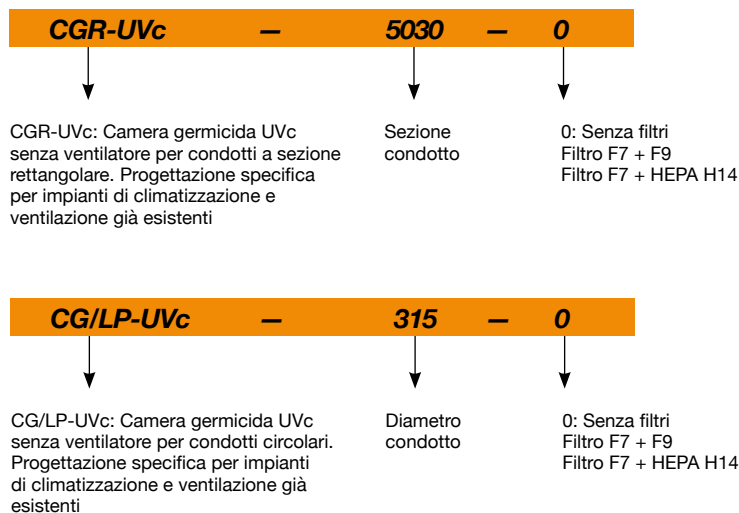 CGR-UVc — 5030 — 0
CGR-UVc: Camera germicida UVc
senza ventilatore per condotti a sezione
rettangolare. Progettazione specifica
per impianti di climatizzazione e
ventilazione già esistenti
Sezione
condotto
0: Senza filtri
Filtro F7 + F9
Filtro F7 + HEPA H14
CG/LP-UVc — 315 — 0
CG/LP-UVc: Camera germicida UVc
senza ventilatore per condotti circolari.
Progettazione specifica per impianti
di climatizzazione e ventilazione già
esistenti
Diametro
condotto
0: Senza filtri
Filtro F7 + F9
Filtro F7 + HEPA H14